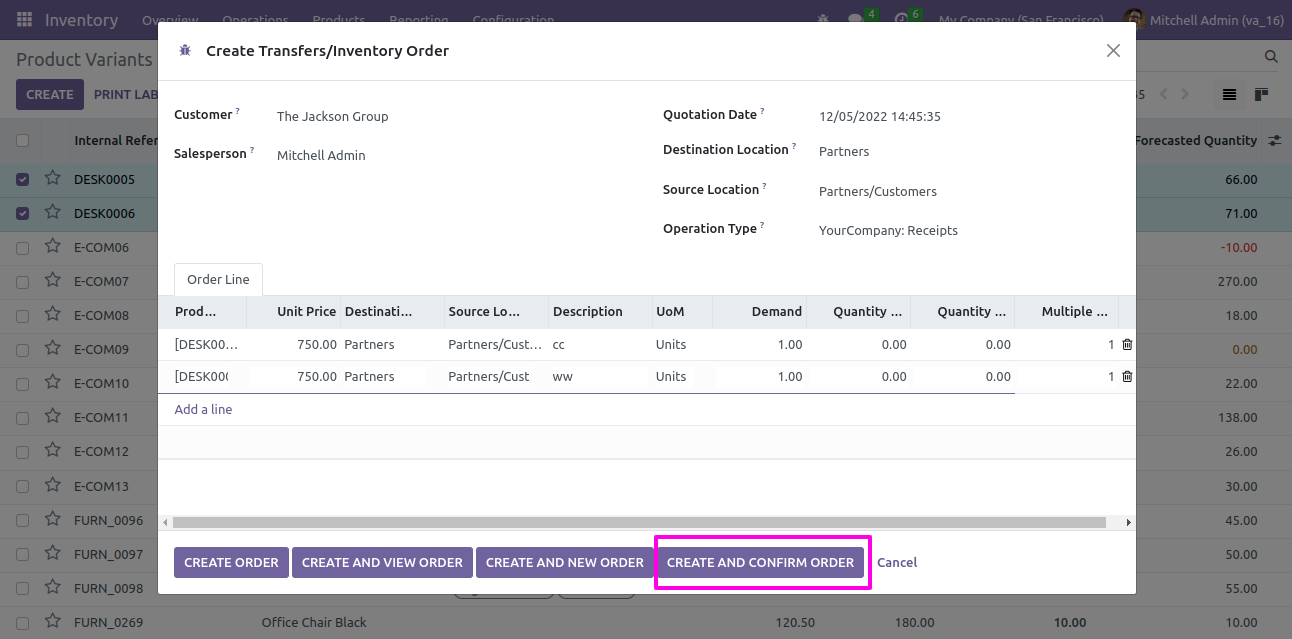 Inventory Overview Operations Products Reporting Configuration 4 6 My Company (San Francisco) Mitchell Admin (va_16)
Product Variants
CREATE PRINT LAB
Create Transfers/Inventory Order
Customer ? The Jackson Group
Salesperson ? Mitchell Admin
Quotation Date ? 12/05/2022 14:45:35
Destination Location ? Partners
Source Location ? Partners/Customers
Operation Type ? YourCompany: Receipts
Order Line
Prod... Unit Price Destinati... Source Lo... Description UoM Demand Quantity ... Quantity ... Multiple ...
[DESK00... 750.00 Partners Partners/Cust... cc Units 1.00 0.00 0.00 1
[DESK00 750.00 Partners Partners/Cust ww Units 1.00 0.00 0.00 1
Add a line
CREATE ORDER CREATE AND VIEW ORDER CREATE AND NEW ORDER CREATE AND CONFIRM ORDER Cancel
Internal Refer Forecasted Quantity
DESK0005 66.00
DESK0006 71.00
E-COM06 -10.00
E-COM07 270.00
E-COM08 18.00
E-COM09 0.00
E-COM10 22.00
E-COM11 138.00
E-COM12 26.00
E-COM13 30.00
FURN_0096 45.00
FURN_0097 50.00
FURN_0098 55.00
FURN_0269 Office Chair Black 120.50 180.00 10.00 10.00